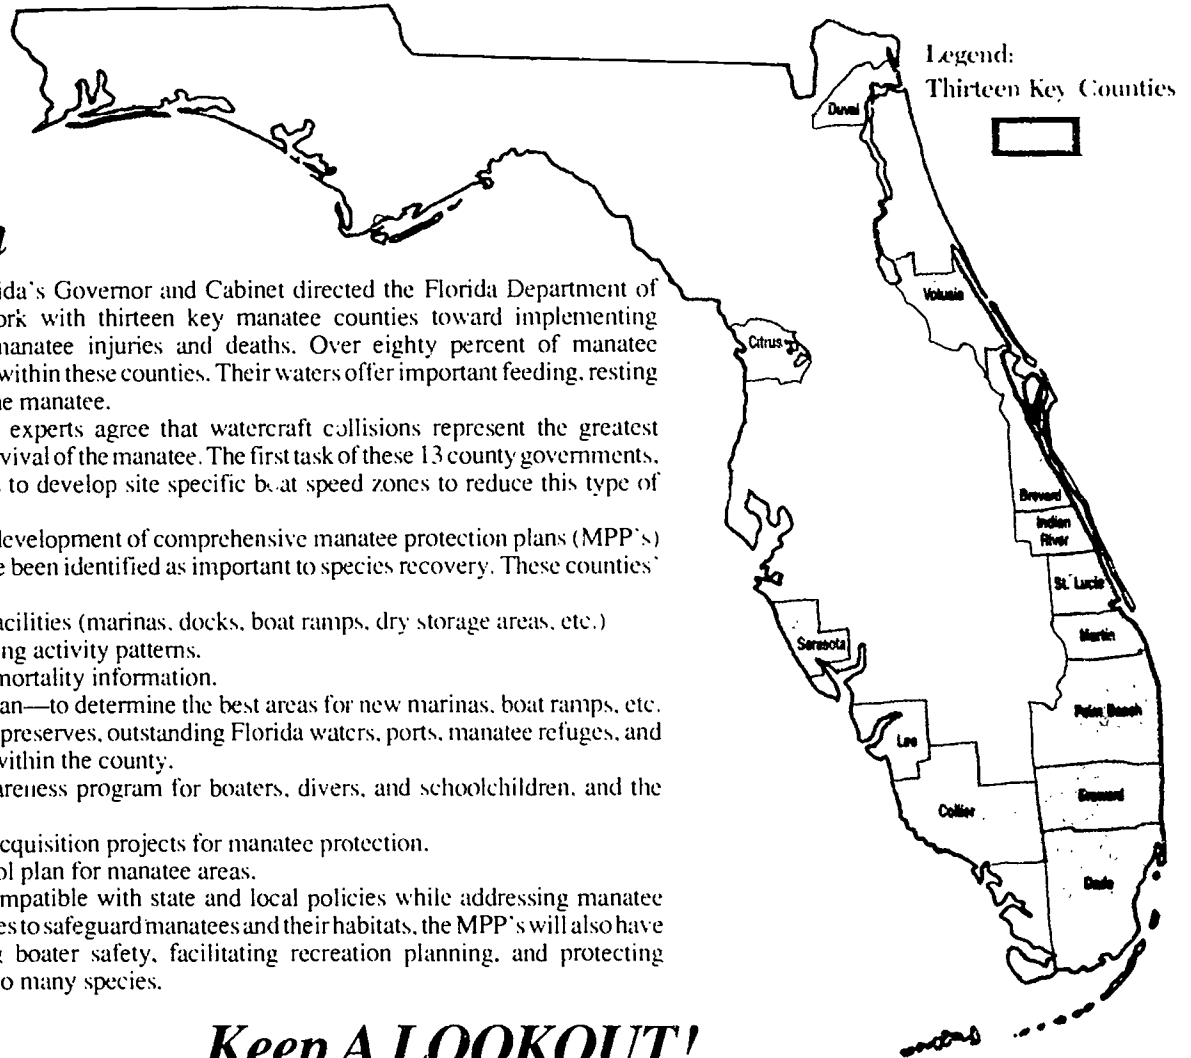 Legend:
Thirteen Key Counties
Duval
Volusia
Citrus
Brevard
Indian
River
St. Lucie
Martin
Sarasota
Palm Beach
Lee
Broward
Collier
Dade
ida's Governor and Cabinet directed the Florida Department of
ork with thirteen key manatee counties toward implementing
manatee injuries and deaths. Over eighty percent of manatee
within these counties. Their waters offer important feeding, resting
he manatee.
experts agree that watercraft collisions represent the greatest
vival of the manatee. The first task of these 13 county governments,
to develop site specific boat speed zones to reduce this type of
development of comprehensive manatee protection plans (MPP's)
e been identified as important to species recovery. These counties'
acilities (marinas, docks, boat ramps, dry storage areas, etc.)
ng activity patterns.
mortality information.
an—to determine the best areas for new marinas, boat ramps, etc.
preserves, outstanding Florida waters, ports, manatee refuges, and
within the county.
areness program for boaters, divers, and schoolchildren, and the
cquisition projects for manatee protection.
ol plan for manatee areas.
mpatible with state and local policies while addressing manatee
es to safeguard manatees and their habitats, the MPP's will also have
g boater safety, facilitating recreation planning, and protecting
o many species.
Keep A LOOKOUT!